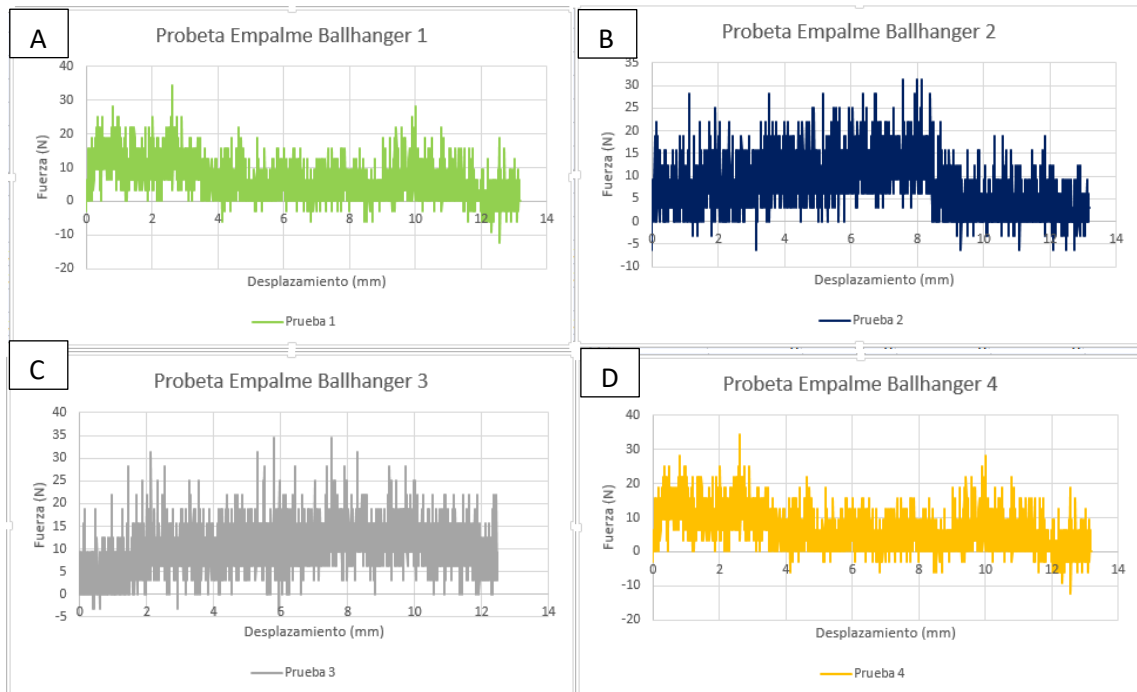 A
Probeta Empalme Ballhanger 1
Fuerza (N)
40
30
20
10
0
-10
-20
0 2 4 6 8 10 12 14
Desplazamiento (mm)
Prueba 1
B
Probeta Empalme Ballhanger 2
Fuerza (N)
35
30
25
20
15
10
5
0
-5
-10
0 2 4 6 8 10 12 14
Desplazamiento (mm)
Prueba 2
C
Probeta Empalme Ballhanger 3
Fuerza (N)
40
35
30
25
20
15
10
5
0
-5
0 2 4 6 8 10 12 14
Desplazamiento (mm)
Prueba 3
D
Probeta Empalme Ballhanger 4
Fuerza (N)
40
30
20
10
0
-10
-20
0 2 4 6 8 10 12 14
Desplazamiento (mm)
Prueba 4